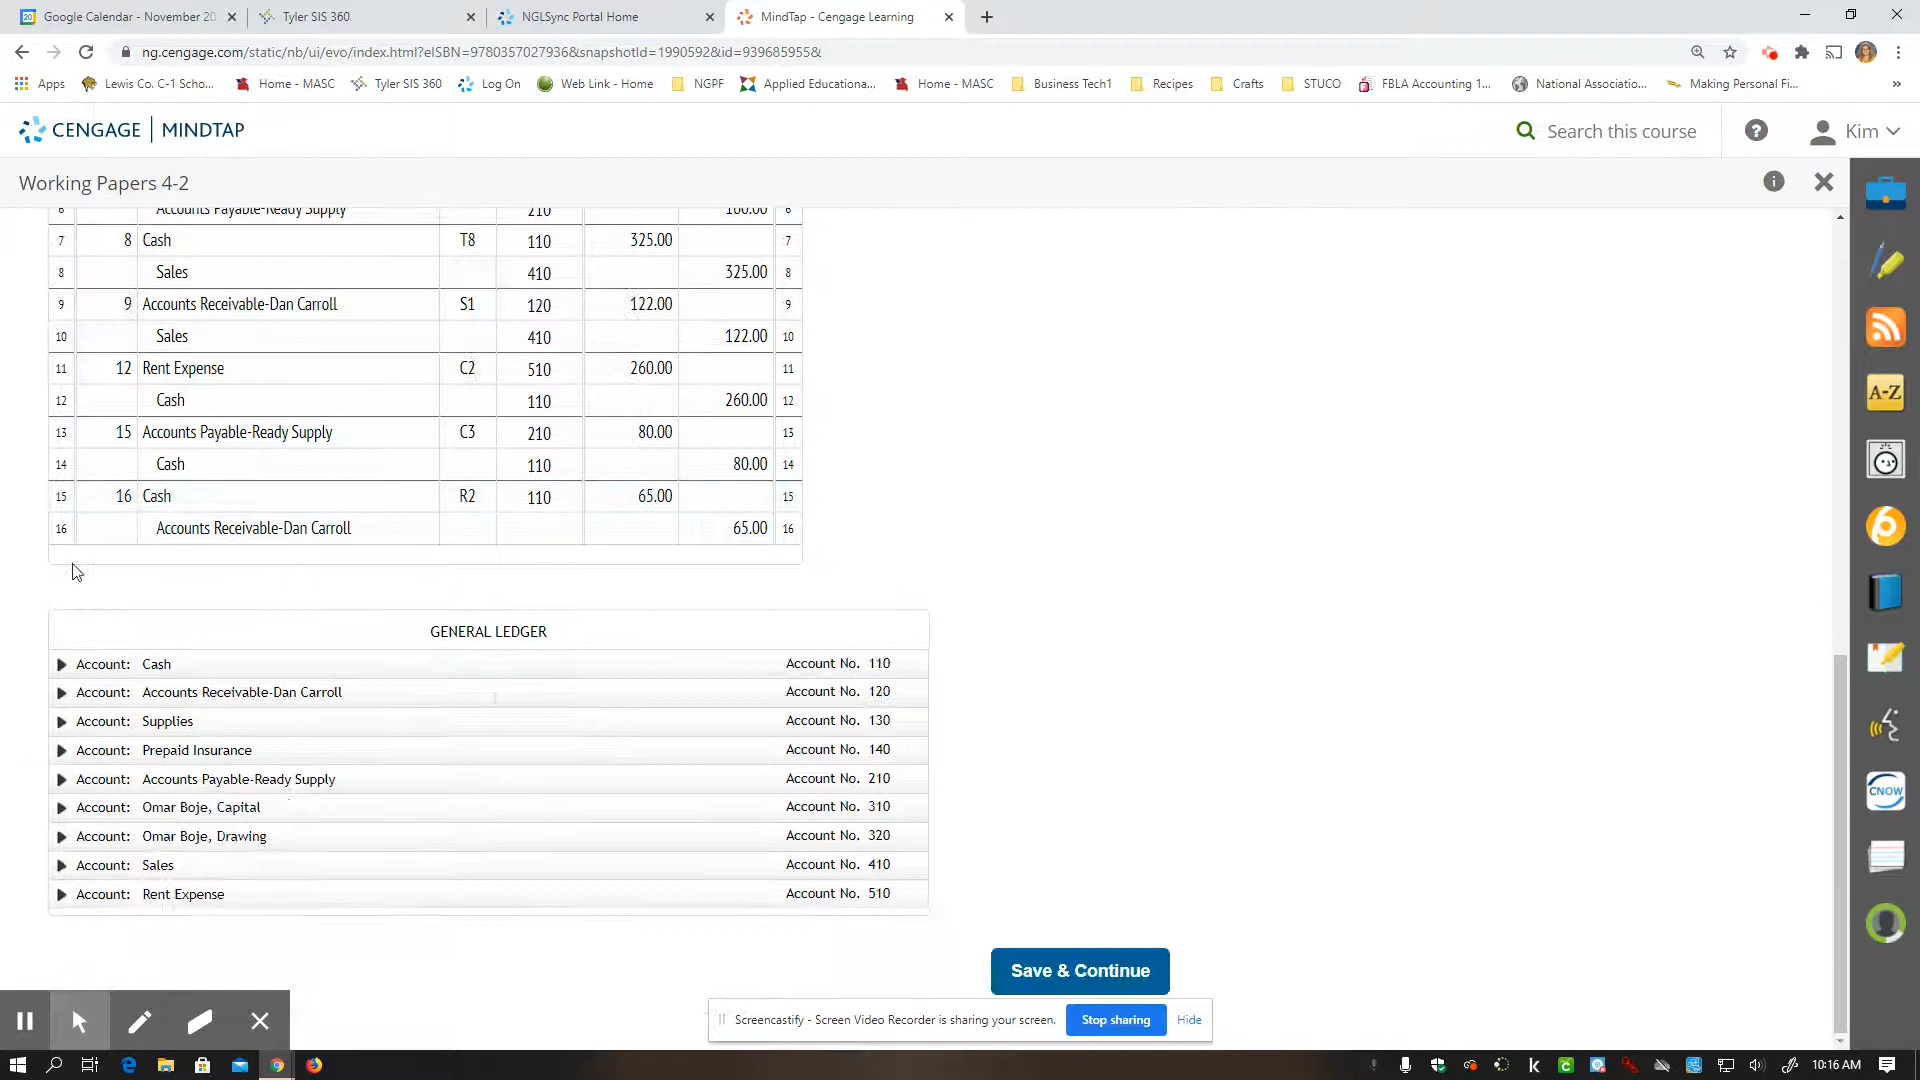 Google Calendar - November 20
Tyler SIS 360
NGLSync Portal Home
MindTap - Cengage Learning
ng.cengage.com/static/nb/ui/evo/index.html?eISBN=9780357027936&snapshotId=1990592&id=939685955&
Apps Lewis Co. C-1 Scho... Home - MASC Tyler SIS 360 Log On Web Link - Home NGPF Applied Educationa... Home - MASC Business Tech1 Recipes Crafts STUCO FBLA Accounting 1... National Association... Making Personal Fi... »
CENGAGE | MINDTAP
Search this course ? Kim
Working Papers 4-2
6 Accounts Payable-Ready Supply 210 160.00 6
7 8 Cash T8 110 325.00 7
8 Sales 410 325.00 8
9 9 Accounts Receivable-Dan Carroll S1 120 122.00 9
10 Sales 410 122.00 10
11 12 Rent Expense C2 510 260.00 11
12 Cash 110 260.00 12
13 15 Accounts Payable-Ready Supply C3 210 80.00 13
14 Cash 110 80.00 14
15 16 Cash R2 110 65.00 15
16 Accounts Receivable-Dan Carroll 65.00 16
GENERAL LEDGER
Account: Cash Account No. 110
Account: Accounts Receivable-Dan Carroll Account No. 120
Account: Supplies Account No. 130
Account: Prepaid Insurance Account No. 140
Account: Accounts Payable-Ready Supply Account No. 210
Account: Omar Boje, Capital Account No. 310
Account: Omar Boje, Drawing Account No. 320
Account: Sales Account No. 410
Account: Rent Expense Account No. 510
Save & Continue
A-Z
CNOW
Screencastify - Screen Video Recorder is sharing your screen. Stop sharing Hide
10:16 AM